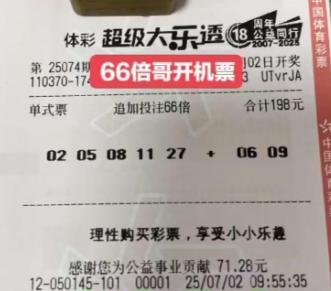 体彩 超级大乐透 18 周年 公益同行 2007-2025
第 25074期 02日开奖
110370-174 UTvrJA
66倍哥开机票
单式票 追加投注66倍 合计198元
02 05 08 11 27 + 06 09
理性购买彩票，享受小小乐趣
感谢您为公益事业贡献 71.28元
12-050145-101 00001 25/07/02 09:55:35
中国体育彩票
中国体育